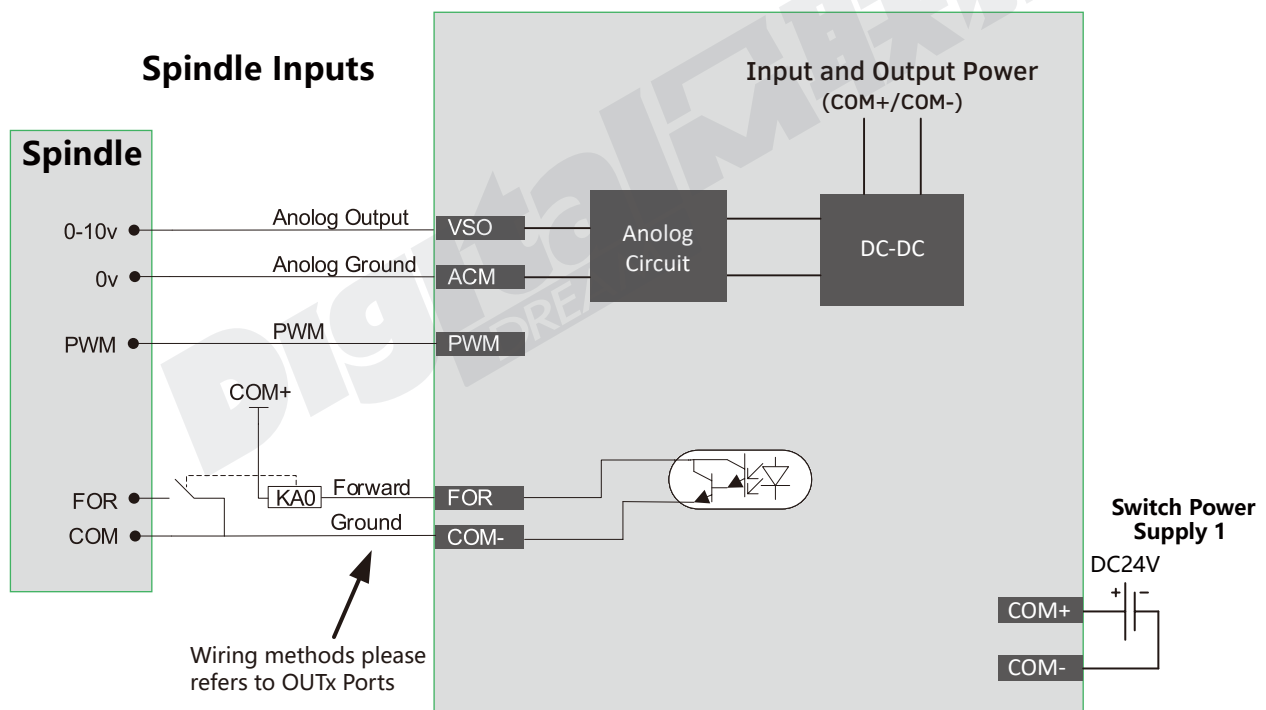 Spindle Inputs
Input and Output Power
(COM+/COM-)
Spindle
0-10v
Anolog Output
VSO
Anolog
Circuit
DC-DC
0v
Anolog Ground
ACM
PWM
PWM
PWM
COM+
FOR
KA0
Forward
FOR
COM
Ground
COM-
Switch Power
Supply 1
DC24V
+
−
COM+
COM-
Wiring methods please
refers to OUTx Ports
Digital
DREA